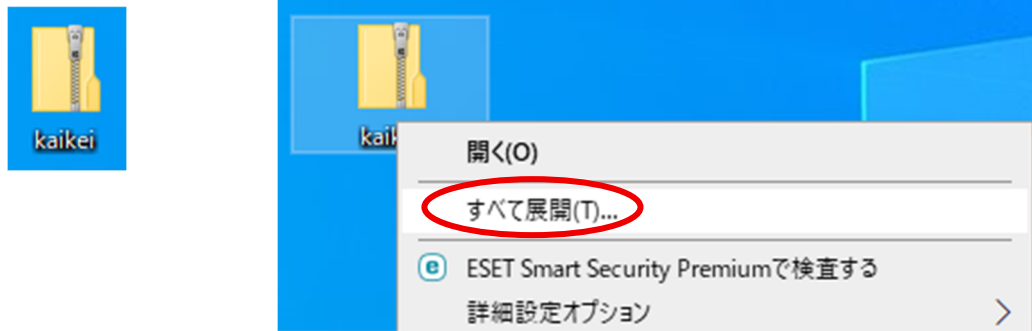 kaikei
kaik
開く(O)
すべて展開(T)...
ESET Smart Security Premiumで検査する
詳細設定オプション